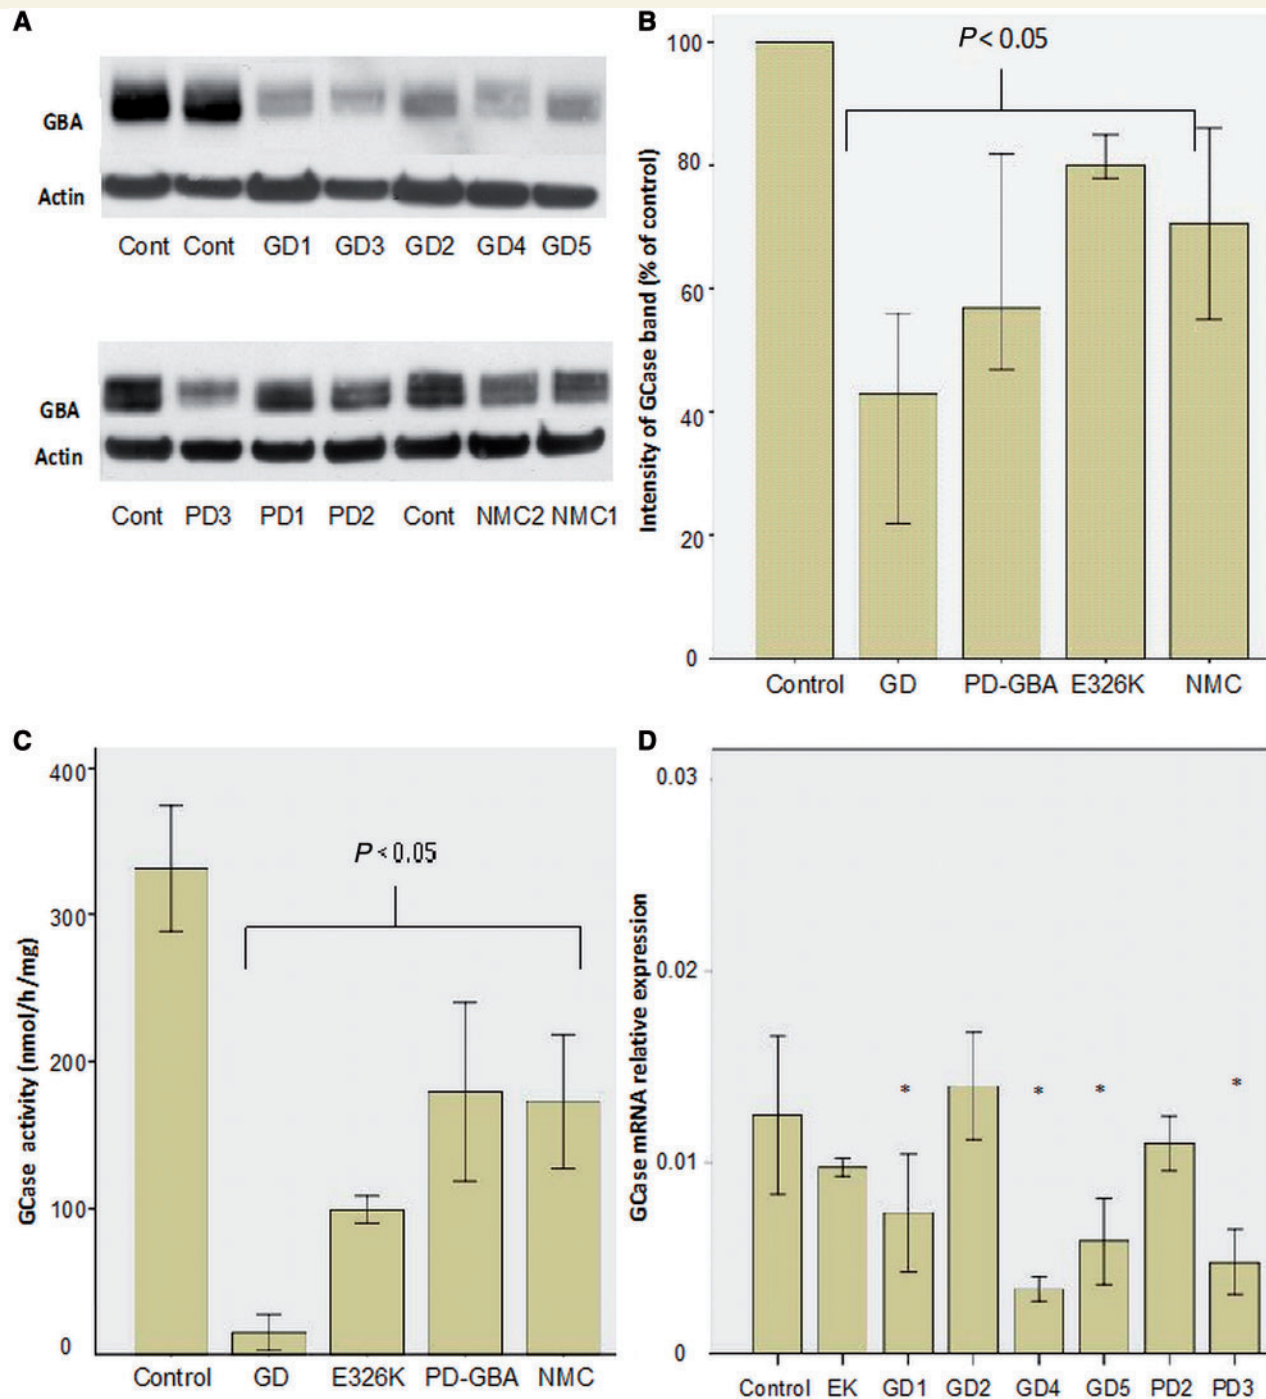 A
GBA
Actin
Cont Cont GD1 GD3 GD2 GD4 GD5
GBA
Actin
Cont PD3 PD1 PD2 Cont NMC2 NMC1
B
P < 0.05
Intensity of GCase band (% of control)
100
80
60
40
20
0
Control GD PD-GBA E326K NMC
C
P < 0.05
GCase activity (nmol/h/mg)
400
300
200
100
0
Control GD E326K PD-GBA NMC
D
GCase mRNA relative expression
0.03
0.02
0.01
0
* * * *
Control EK GD1 GD2 GD4 GD5 PD2 PD3